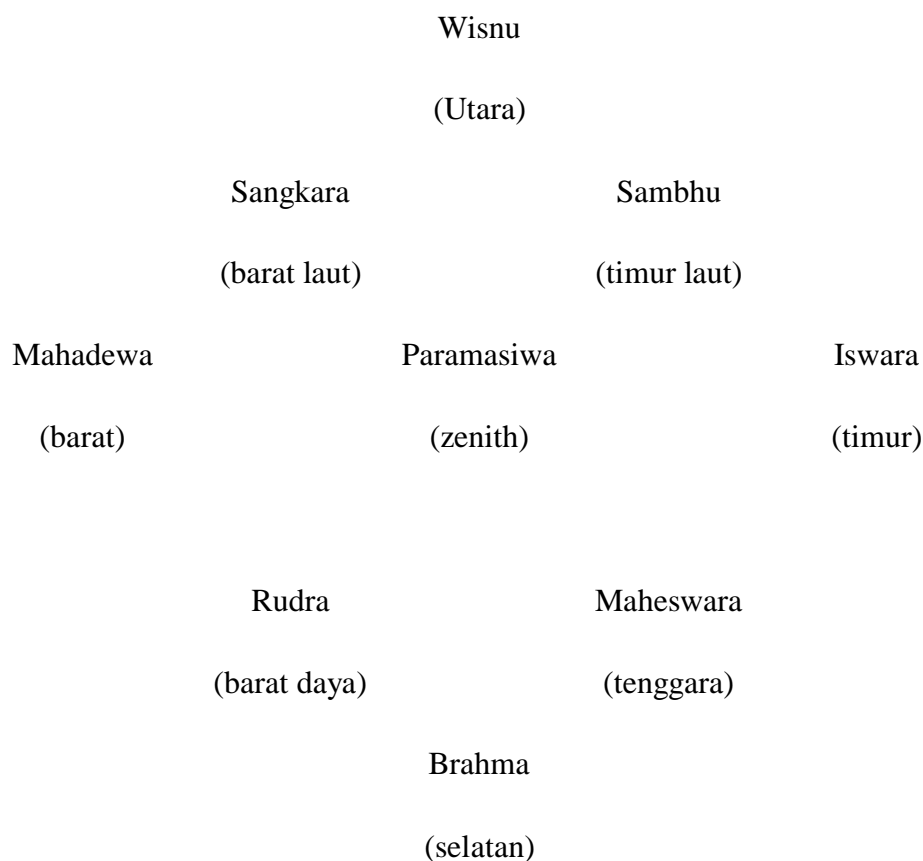 Wisnu
(Utara)
Sangkara Sambhu
(barat laut) (timur laut)
Mahadewa Paramasiwa Iswara
(barat) (zenith) (timur)
Rudra Maheswara
(barat daya) (tenggara)
Brahma
(selatan)